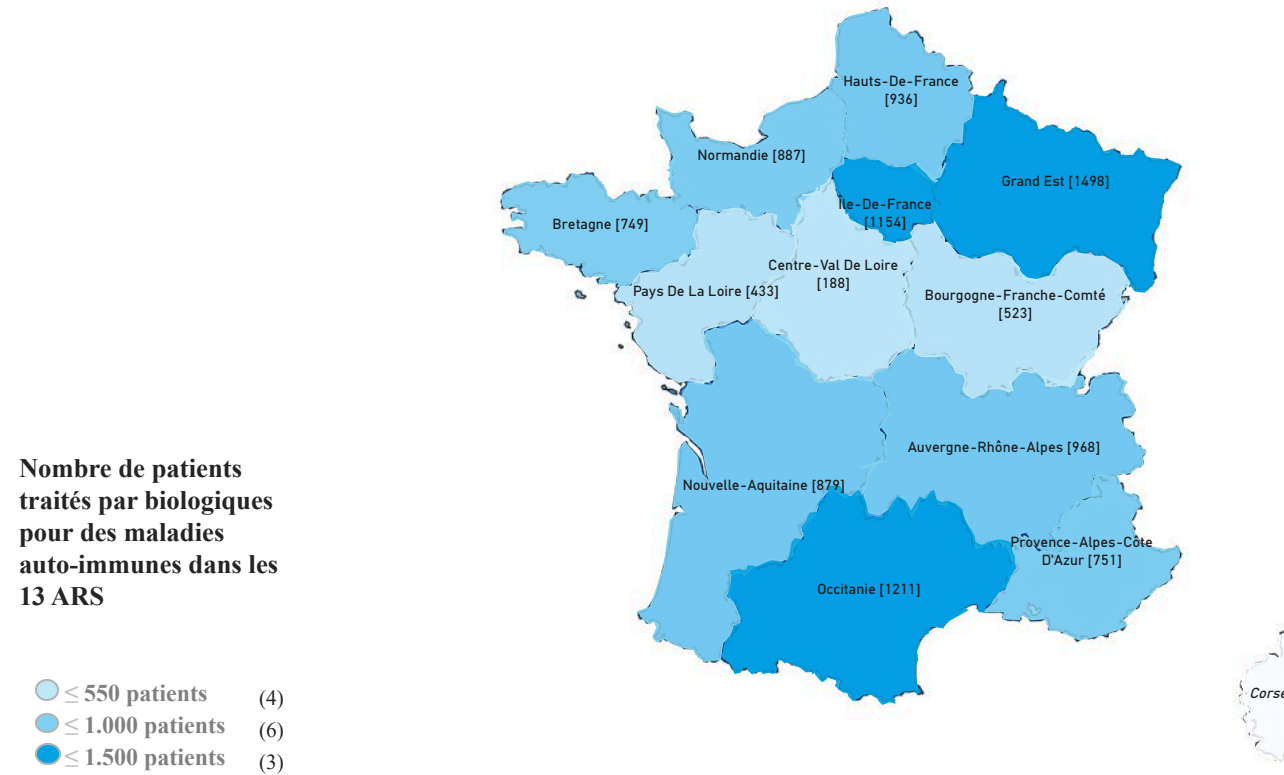 Hauts-De-France
[936]
Normandie [887]
Grand Est [1498]
Île-De-France
[1154]
Bretagne [749]
Centre-Val De Loire
[188]
Pays De La Loire [433]
Bourgogne-Franche-Comté
[523]
Auvergne-Rhône-Alpes [968]
Nouvelle-Aquitaine [879]
Provence-Alpes-Côte
D'Azur [751]
Occitanie [1211]
Corse
Nombre de patients
traités par biologiques
pour des maladies
auto-immunes dans les
13 ARS
≤ 550 patients (4)
≤ 1.000 patients (6)
≤ 1.500 patients (3)